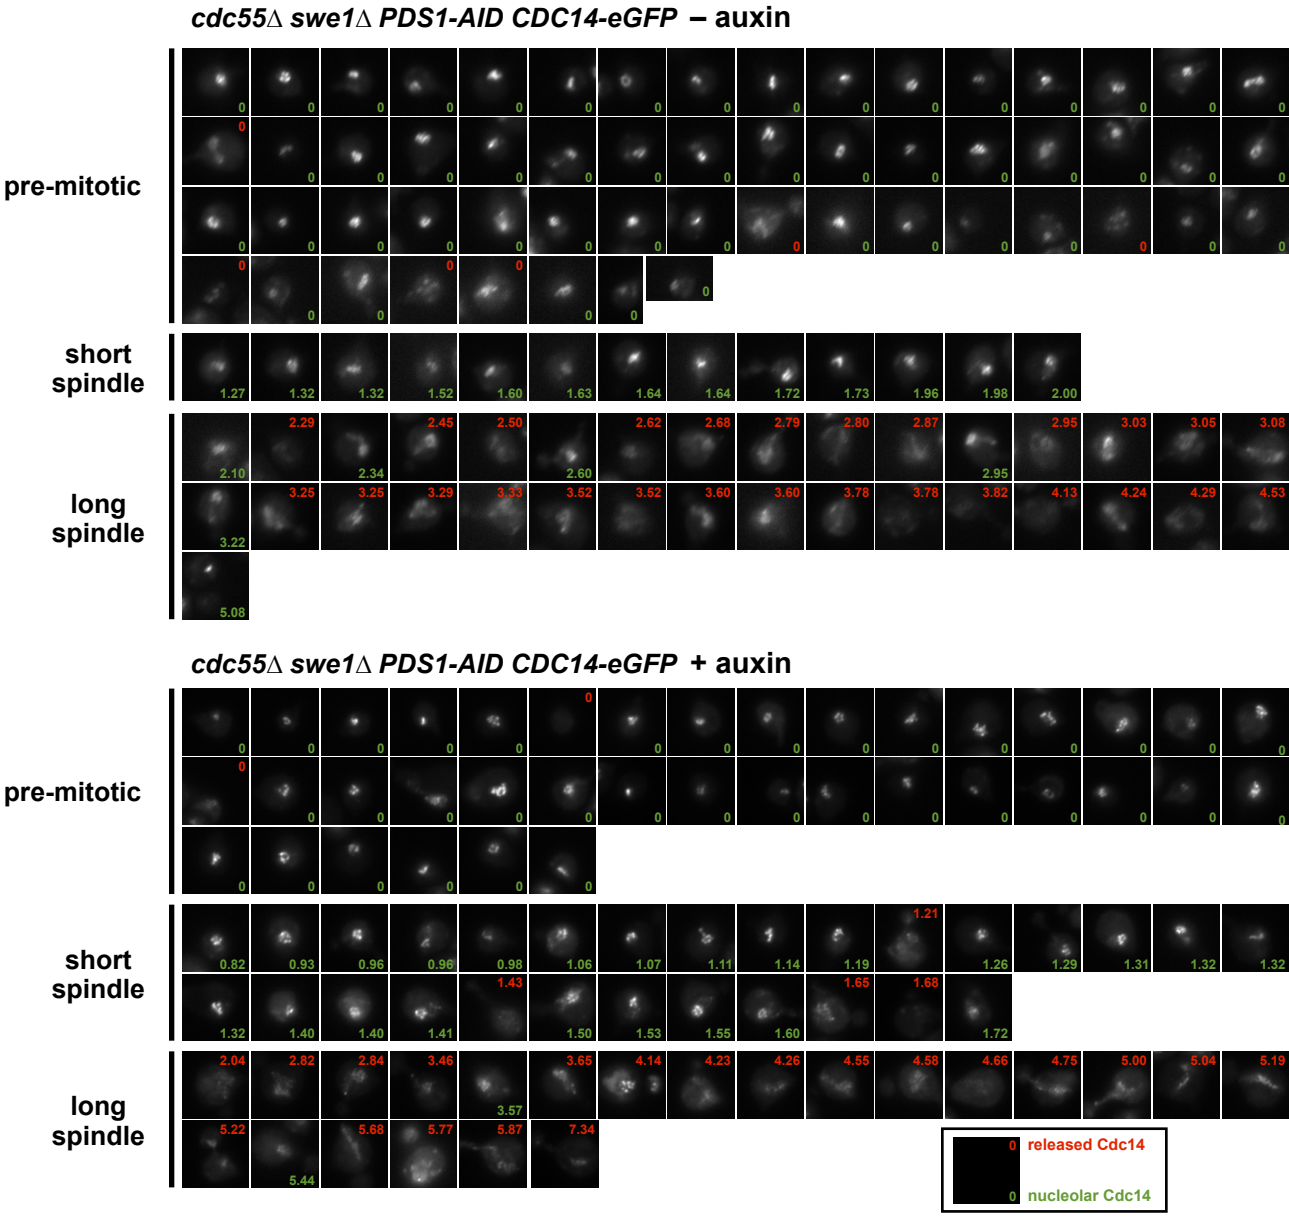 cdc55∆ swe1∆ PDS1-AID CDC14-eGFP – auxin
pre-mitotic
0 0 0 0 0 0 0 0 0 0 0 0 0 0 0 0
0 0 0 0 0 0 0 0 0 0 0 0 0 0 0 0
0 0 0 0 0 0 0 0 0 0 0 0 0 0 0 0
0 0 0 0 0 0 0 0
short
spindle
1.27 1.32 1.32 1.52 1.60 1.63 1.64 1.64 1.72 1.73 1.96 1.98 2.00
long
spindle
2.10 2.29 2.34 2.45 2.50 2.60 2.62 2.68 2.79 2.80 2.87 2.95 2.95 3.03 3.05 3.08
3.22 3.25 3.25 3.29 3.33 3.52 3.52 3.60 3.60 3.78 3.78 3.82 4.13 4.24 4.29 4.53
5.08
cdc55∆ swe1∆ PDS1-AID CDC14-eGFP + auxin
pre-mitotic
0 0 0 0 0 0 0 0 0 0 0 0 0 0 0 0
0 0 0 0 0 0 0 0 0 0 0 0 0 0 0 0
0 0 0 0 0 0
short
spindle
0.82 0.93 0.96 0.96 0.98 1.06 1.07 1.11 1.14 1.19 1.21 1.26 1.29 1.31 1.32 1.32
1.32 1.40 1.40 1.41 1.43 1.50 1.53 1.55 1.60 1.65 1.68 1.72
long
spindle
2.04 2.82 2.84 3.46 3.57 3.65 4.14 4.23 4.26 4.55 4.58 4.66 4.75 5.00 5.04 5.19
5.22 5.44 5.68 5.77 5.87 7.34
0 released Cdc14
0 nucleolar Cdc14